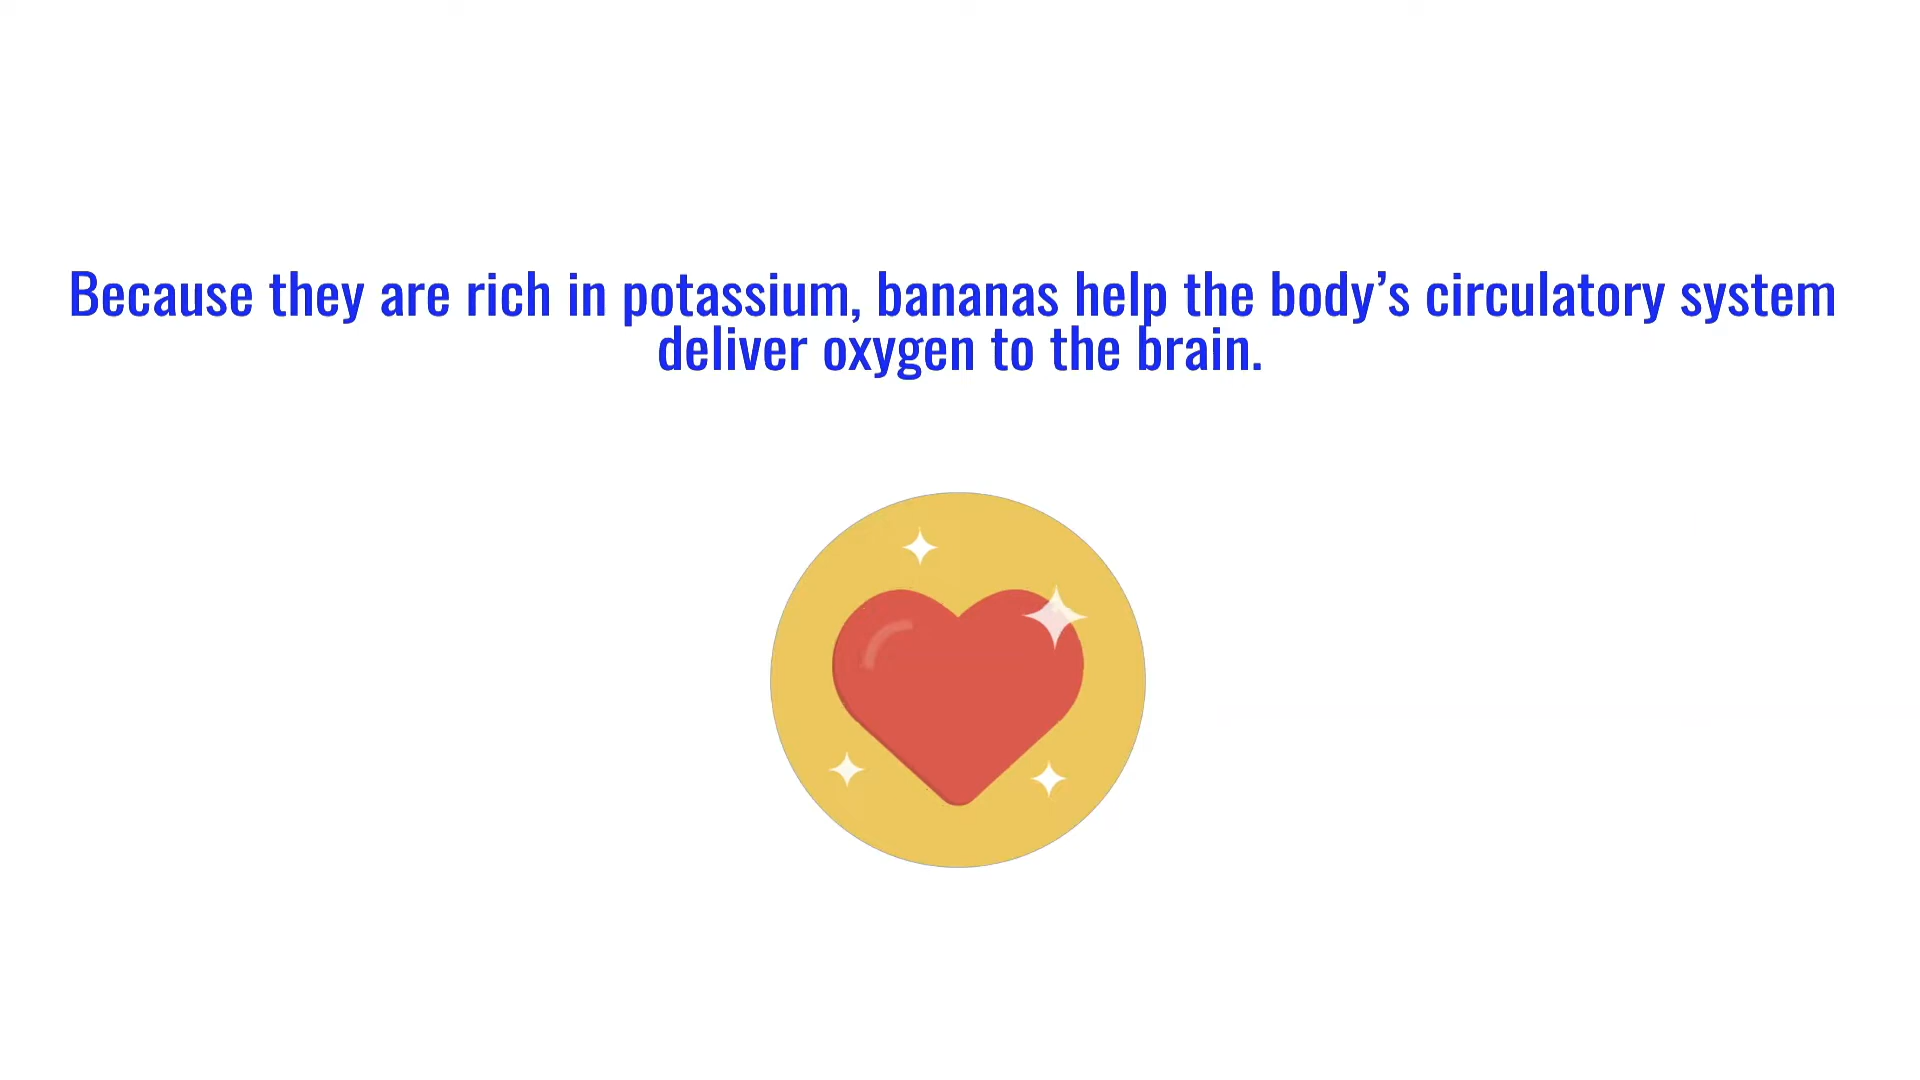 Because they are rich in potassium, bananas help the body’s circulatory system
deliver oxygen to the brain.